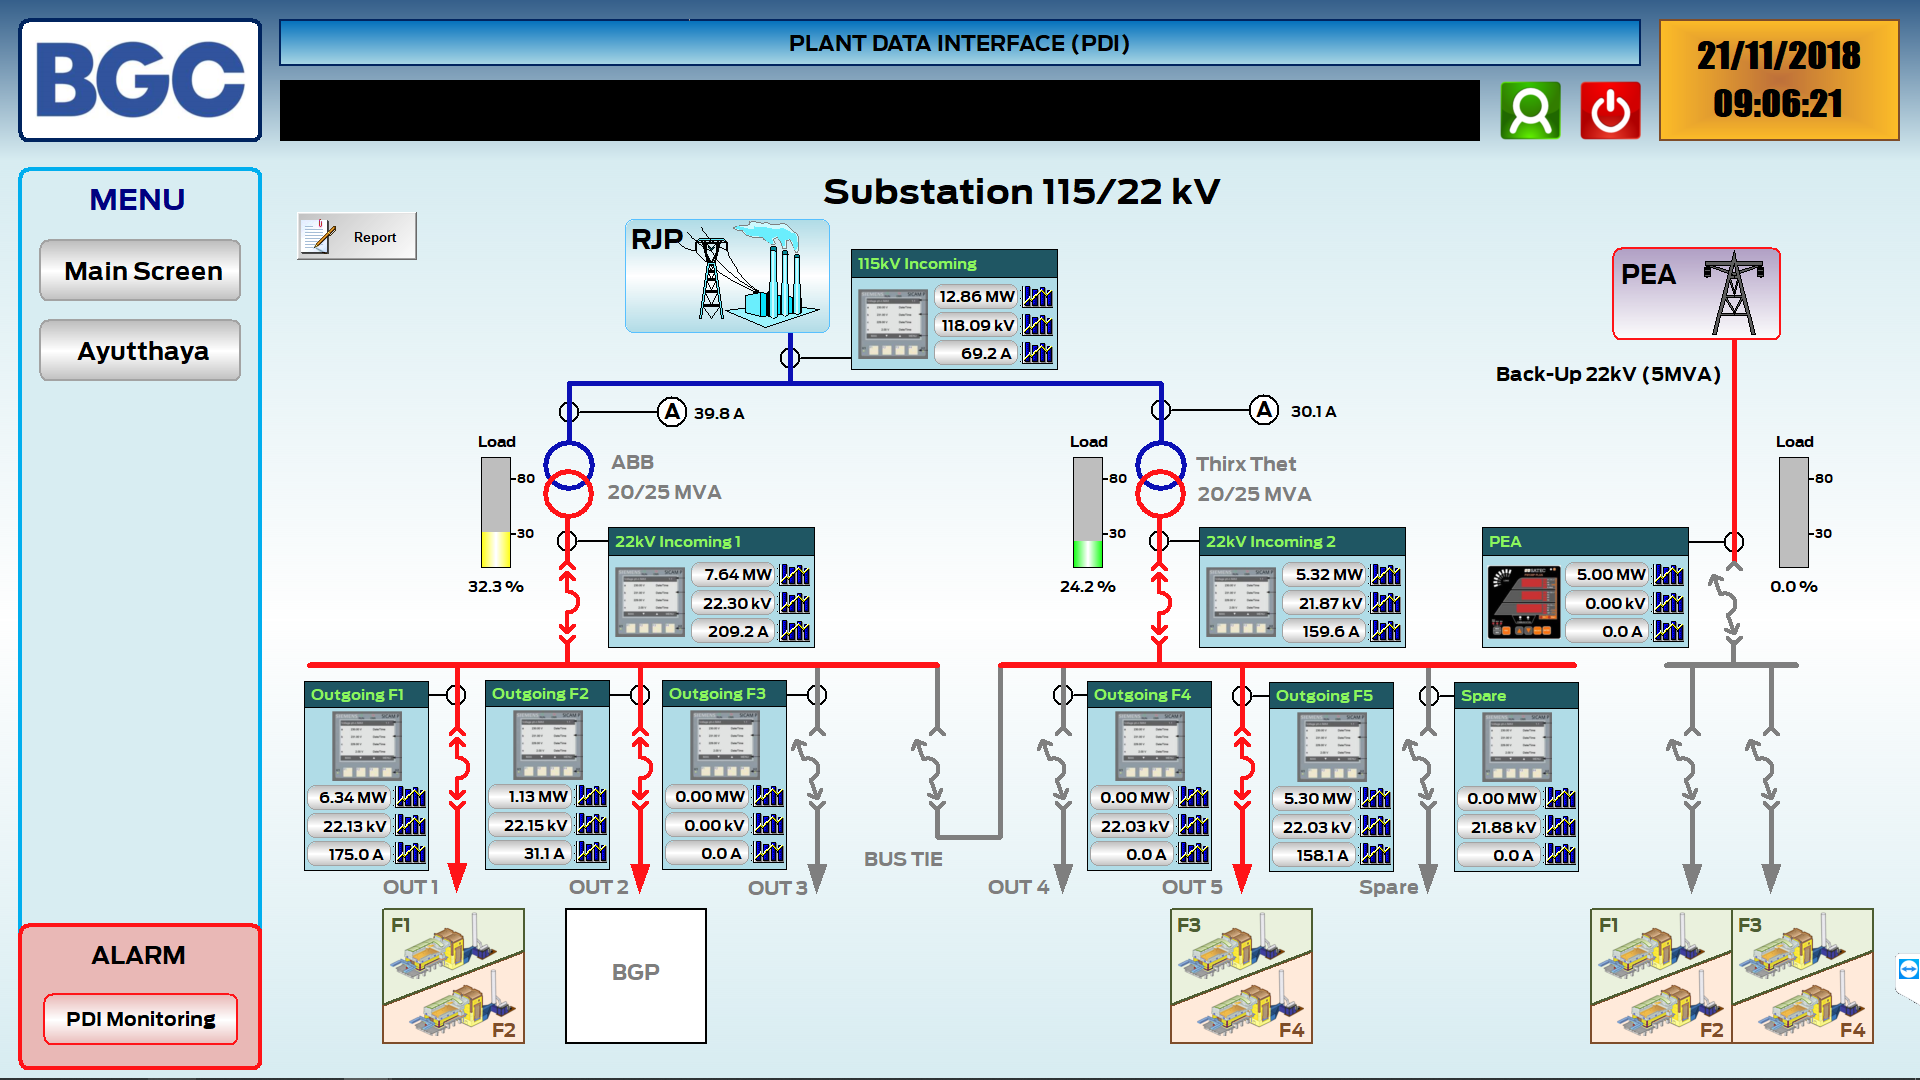 BGC
PLANT DATA INTERFACE (PDI)
21/11/2018
09:06:21
MENU
Main Screen
Ayutthaya
ALARM
PDI Monitoring
Substation 115/22 kV
Report
RJP
115kV Incoming
12.86 MW
118.09 kV
69.2 A
PEA
Back-Up 22kV (5MVA)
A 39.8 A
A 30.1 A
Load
80
30
32.3 %
ABB
20/25 MVA
Load
80
30
24.2 %
Thirx Thet
20/25 MVA
Load
80
30
0.0 %
22kV Incoming 1
7.64 MW
22.30 kV
209.2 A
22kV Incoming 2
5.32 MW
21.87 kV
159.6 A
PEA
5.00 MW
0.00 kV
0.0 A
Outgoing F1
6.34 MW
22.13 kV
175.0 A
OUT 1
Outgoing F2
1.13 MW
22.15 kV
31.1 A
OUT 2
Outgoing F3
0.00 MW
0.00 kV
0.0 A
OUT 3
BUS TIE
Outgoing F4
0.00 MW
22.03 kV
0.0 A
OUT 4
Outgoing F5
5.30 MW
22.03 kV
158.1 A
OUT 5
Spare
0.00 MW
21.88 kV
0.0 A
Spare
F1
F2
BGP
F3
F4
F1
F2
F3
F4